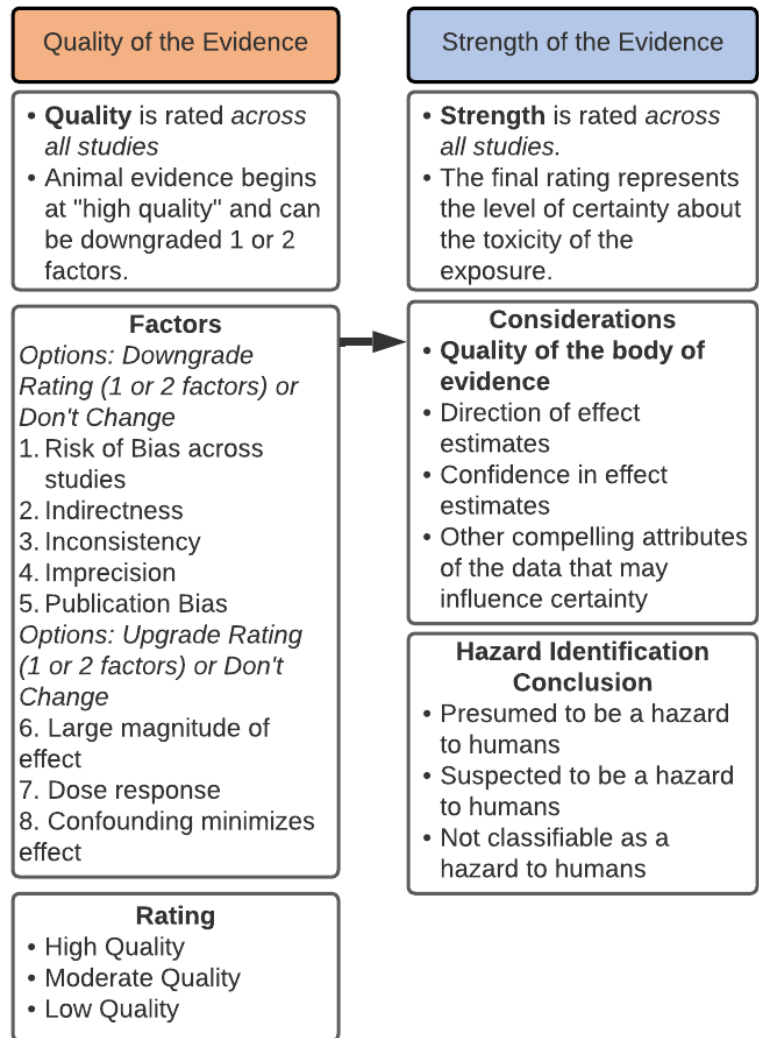 Quality of the Evidence
• Quality is rated across
all studies
• Animal evidence begins
at "high quality" and can
be downgraded 1 or 2
factors.
Factors
Options: Downgrade
Rating (1 or 2 factors) or
Don't Change
1. Risk of Bias across
studies
2. Indirectness
3. Inconsistency
4. Imprecision
5. Publication Bias
Options: Upgrade Rating
(1 or 2 factors) or Don't
Change
6. Large magnitude of
effect
7. Dose response
8. Confounding minimizes
effect
Rating
• High Quality
• Moderate Quality
• Low Quality
Strength of the Evidence
• Strength is rated across
all studies.
• The final rating represents
the level of certainty about
the toxicity of the
exposure.
Considerations
• Quality of the body of
evidence
• Direction of effect
estimates
• Confidence in effect
estimates
• Other compelling attributes
of the data that may
influence certainty
Hazard Identification
Conclusion
• Presumed to be a hazard
to humans
• Suspected to be a hazard
to humans
• Not classifiable as a
hazard to humans